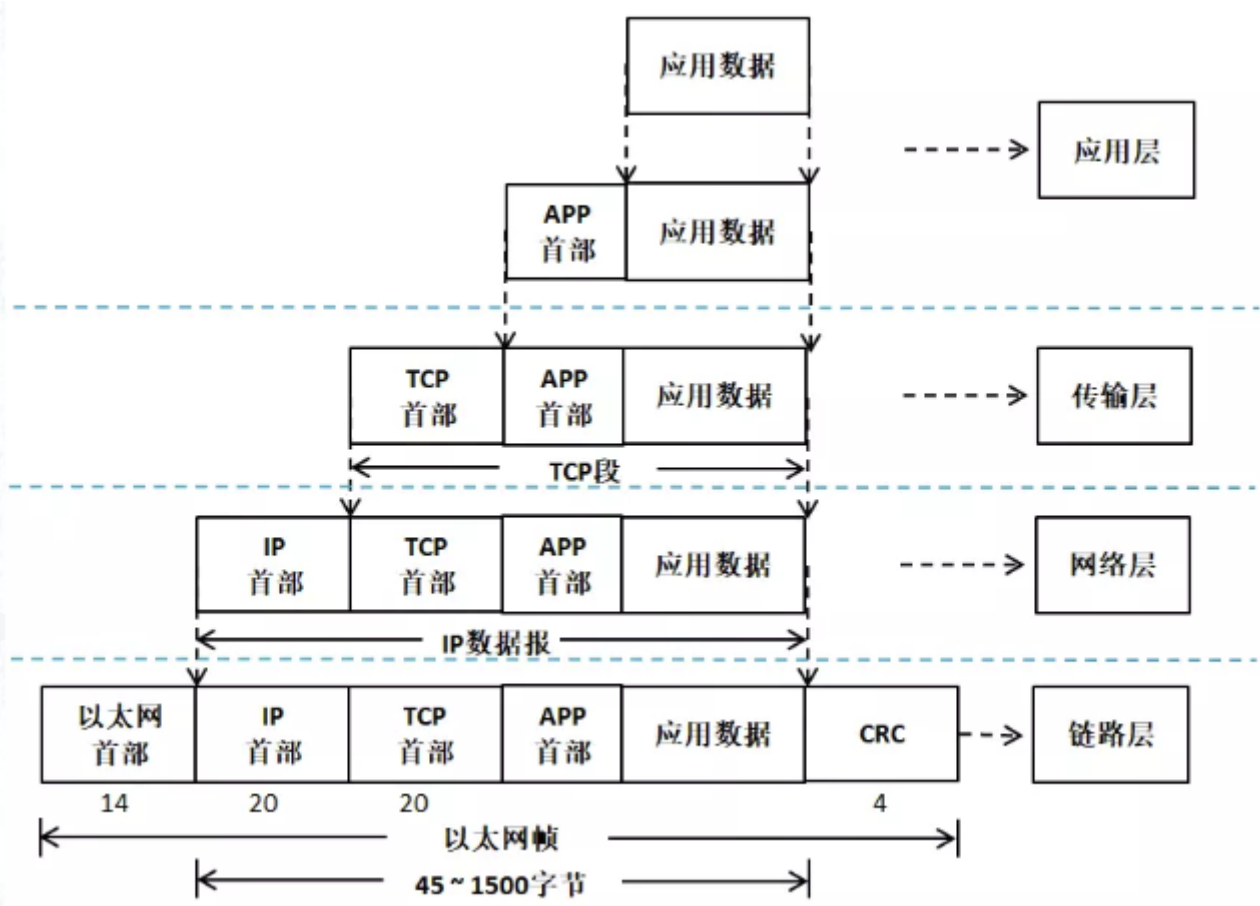 应用数据
应用层
APP
首部
应用数据
TCP
首部
APP
首部
应用数据
传输层
TCP段
IP
首部
TCP
首部
APP
首部
应用数据
网络层
IP数据报
以太网
首部
IP
首部
TCP
首部
APP
首部
应用数据
CRC
链路层
14
20
20
4
以太网帧
45~1500字节